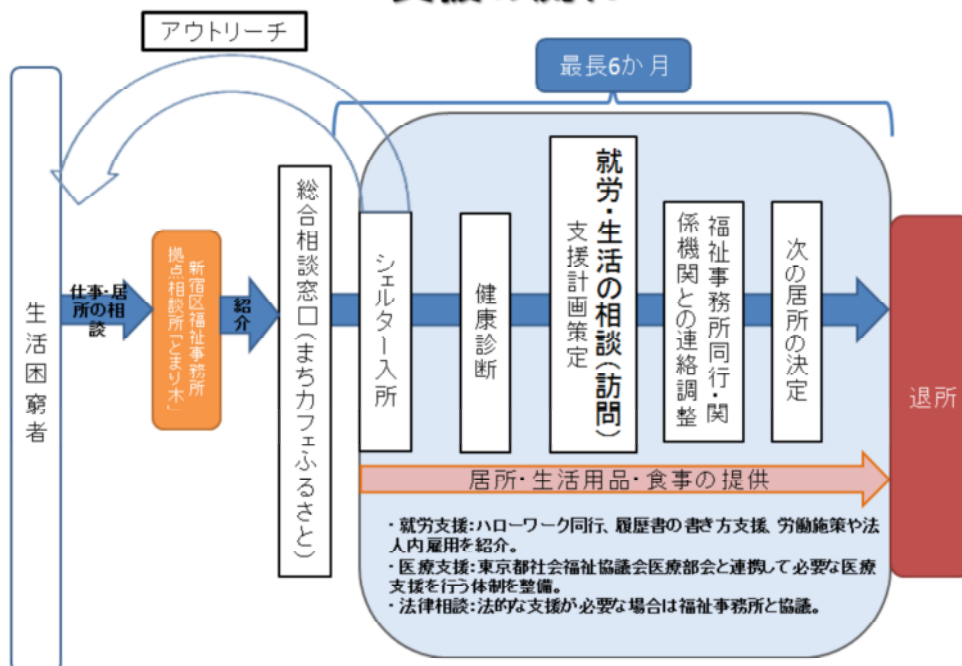 アウトリーチ
最長6か月
生活困窮者
仕事・居
所の相
談
新宿区福祉事務所
拠点相談所「とまり木」
紹介
総合相談窓口(まちカフェふるさと)
シェルター入所
健康診断
就労・生活の相談(訪問)
支援計画策定
福祉事務所同行・関
係機関との連絡調整
次の居所の決定
退所
居所・生活用品・食事の提供
・就労支援:ハローワーク同行、履歴書の書き方支援、労働施策や法
人内雇用を紹介。
・医療支援:東京都社会福祉協議会医療部会と連携して必要な医療
支援を行う体制を整備。
・法律相談:法的な支援が必要な場合は福祉事務所と協議。